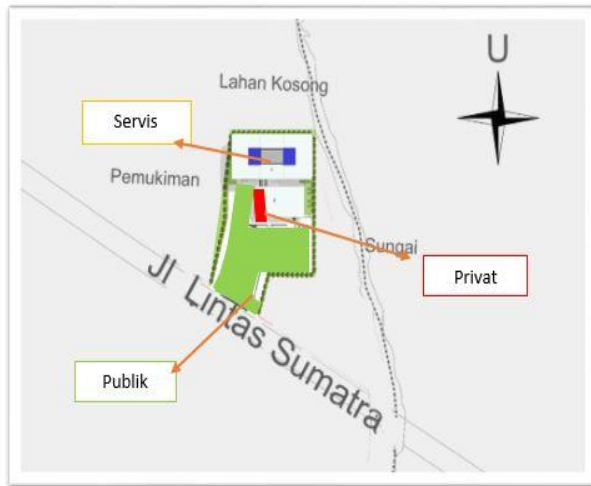 U
Lahan Kosong
Servis
Pemukiman
Sungai
Privat
Jl Lintas Sumatra
Publik